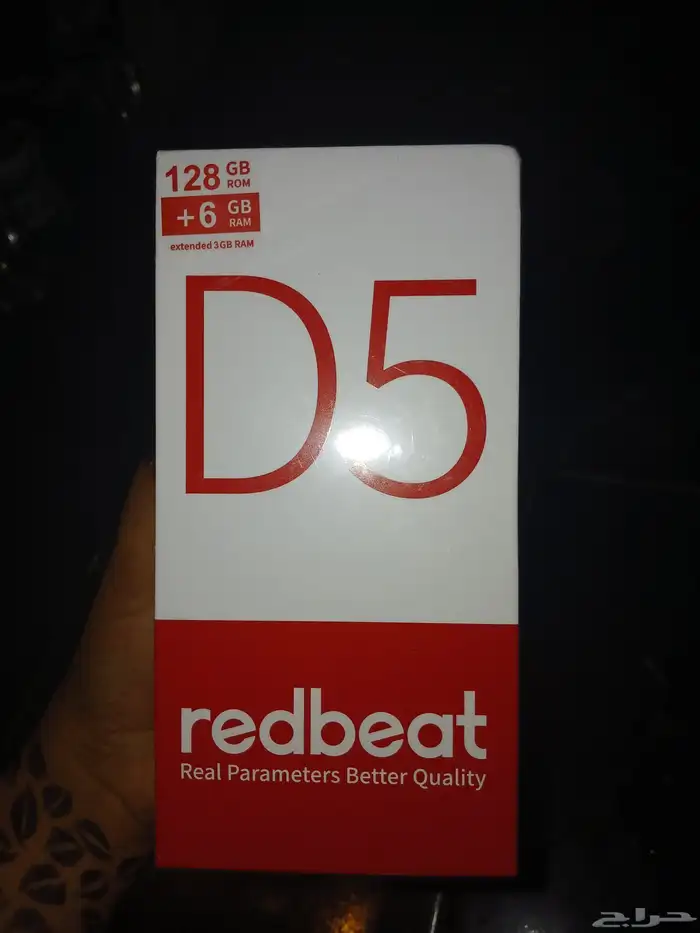 128 GB ROM
+6 GB RAM
extended 3GB RAM
D5
redbeat
Real Parameters Better Quality
حراج